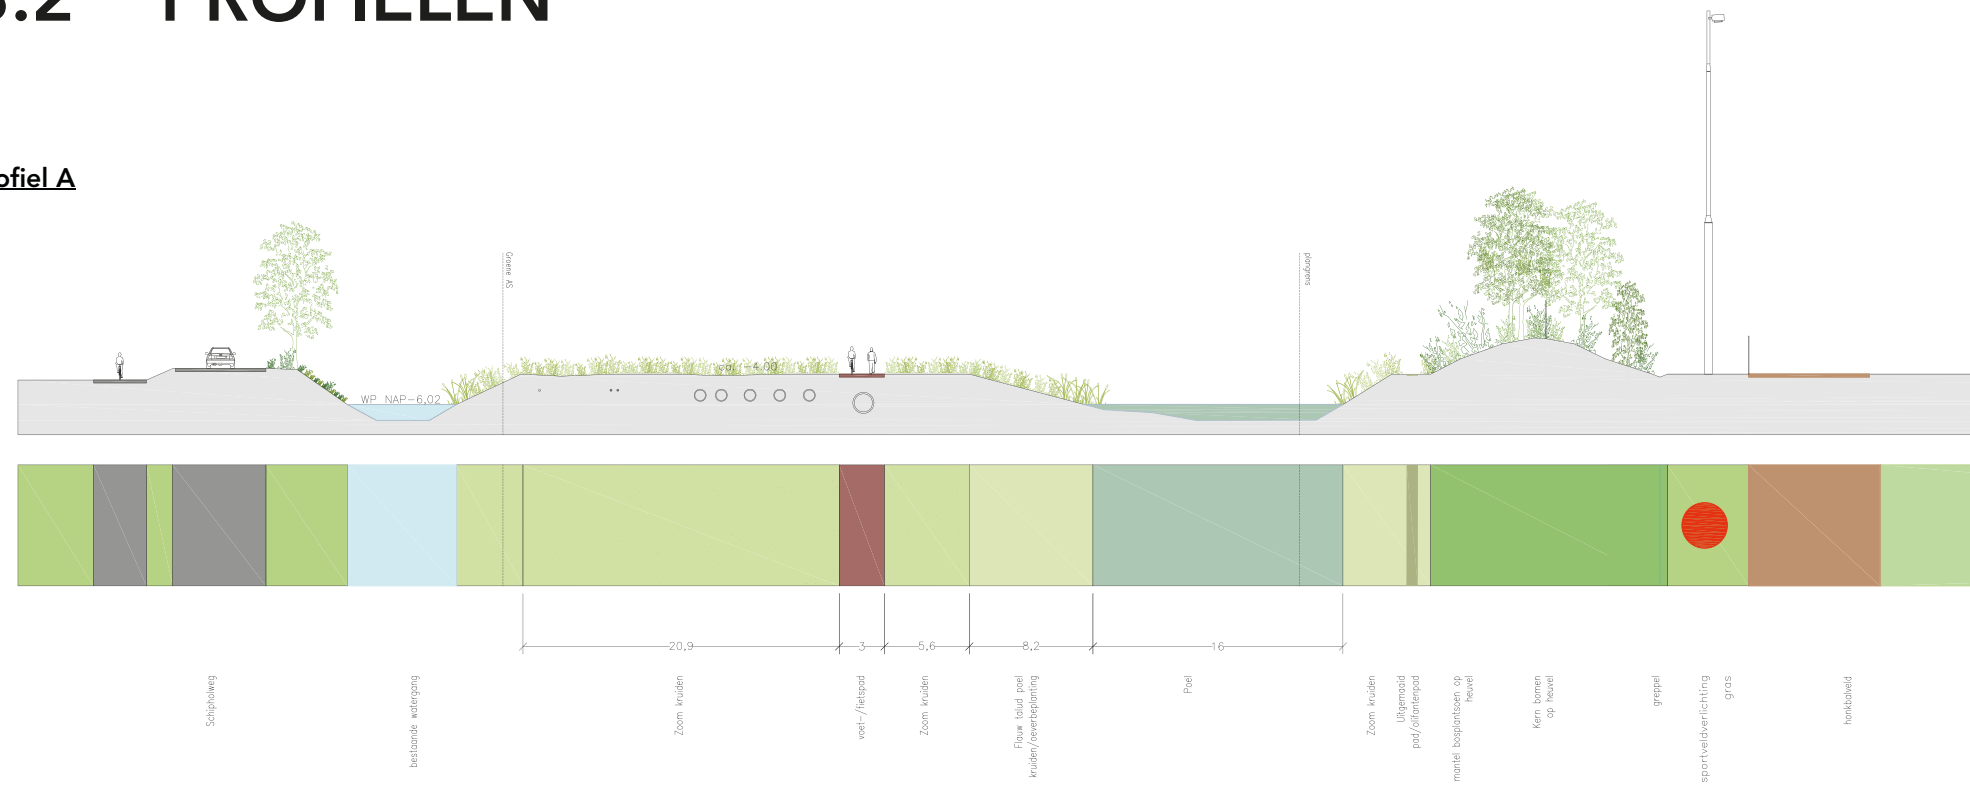 3.2 PROFIELEN
ofiel A
Groene AS
plangrens
-4.00
WP NAP-6,02
20,9
3
5,6
8,2
16
Schipholweg
bestaande watergang
Zoom kruiden
voet-/fietspad
Zoom kruiden
Flauw talud poel
kruiden/oeverbeplanting
Poel
Zoom kruiden
Uitgemaaid
pad/olifantenpad
mantel bosplantsoen op
heuvel
Kern bomen
op heuvel
greppel
sportveldverlichting
gras
honkbalveld